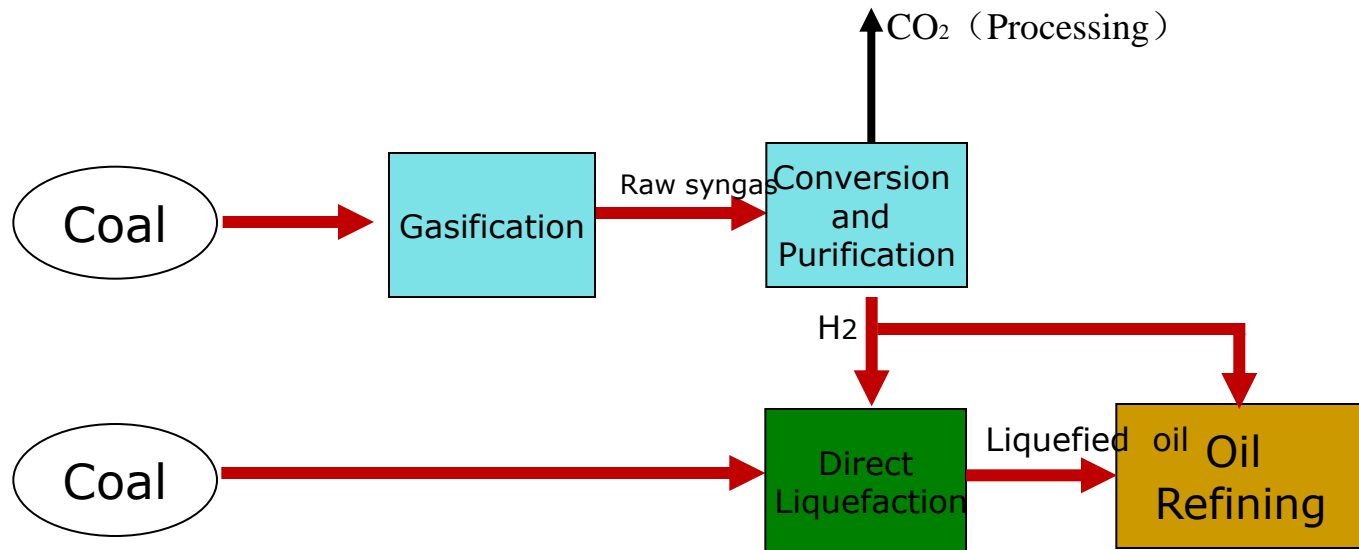 CO₂（Processing）
Coal
Gasification
Raw syngas
Conversion
and
Purification
H2
Coal
Direct
Liquefaction
Liquefied oil
Oil
Refining